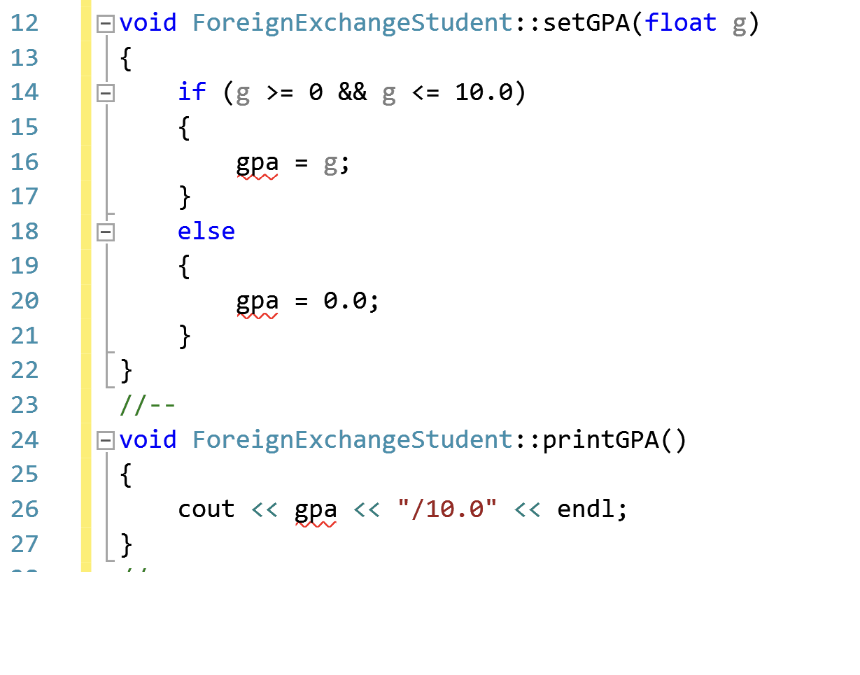 12 void ForeignExchangeStudent::setGPA(float g)
13 {
14 if (g >= 0 && g <= 10.0)
15 {
16 gpa = g;
17 }
18 else
19 {
20 gpa = 0.0;
21 }
22 }
23 //--
24 void ForeignExchangeStudent::printGPA()
25 {
26 cout << gpa << "/10.0" << endl;
27 }